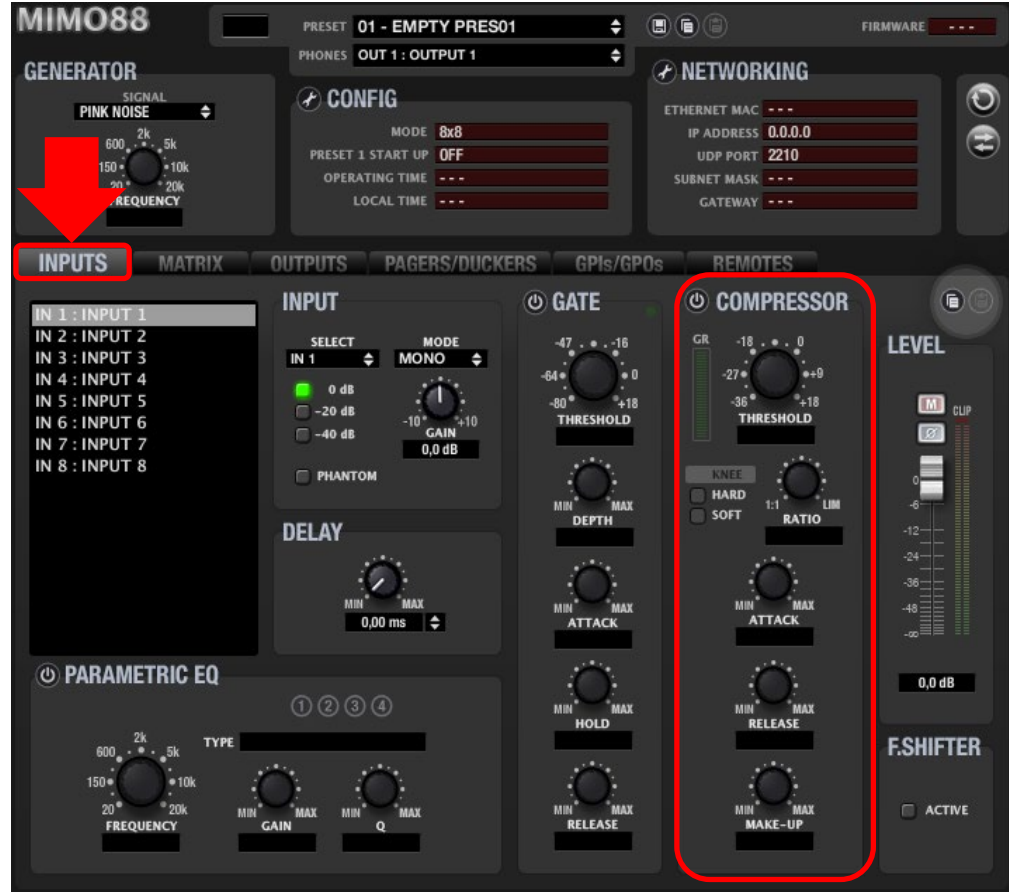 MIMO88
PRESET 01 - EMPTY PRES01
PHONES OUT 1 : OUTPUT 1
FIRMWARE - - -
GENERATOR
SIGNAL
PINK NOISE
2k
600 5k
150 10k
20 20k
FREQUENCY
CONFIG
MODE 8x8
PRESET 1 START UP OFF
OPERATING TIME - - -
LOCAL TIME - - -
NETWORKING
ETHERNET MAC - - -
IP ADDRESS 0.0.0.0
UDP PORT 2210
SUBNET MASK - - -
GATEWAY - - -
INPUTS MATRIX OUTPUTS PAGERS/DUCKERS GPIs/GPOs REMOTES
IN 1 : INPUT 1
IN 2 : INPUT 2
IN 3 : INPUT 3
IN 4 : INPUT 4
IN 5 : INPUT 5
IN 6 : INPUT 6
IN 7 : INPUT 7
IN 8 : INPUT 8
INPUT
SELECT MODE
IN 1 MONO
0 dB
-20 dB
-40 dB
-10 +10
GAIN
0,0 dB
PHANTOM
DELAY
MIN MAX
0,00 ms
PARAMETRIC EQ
1 2 3 4
TYPE
2k
600 5k
150 10k
20 20k
FREQUENCY
MIN MAX
GAIN
MIN MAX
Q
GATE
-47 -16
-64 0
-80 +18
THRESHOLD
MIN MAX
DEPTH
MIN MAX
ATTACK
MIN MAX
HOLD
MIN MAX
RELEASE
COMPRESSOR
GR
-18 0
-27 +9
-36 +18
THRESHOLD
KNEE
HARD
SOFT
1:1 LIM
RATIO
MIN MAX
ATTACK
MIN MAX
RELEASE
MIN MAX
MAKE-UP
LEVEL
M
CLIP
Ø
0
-6
-12
-24
-36
-48
-∞
0,0 dB
F.SHIFTER
ACTIVE